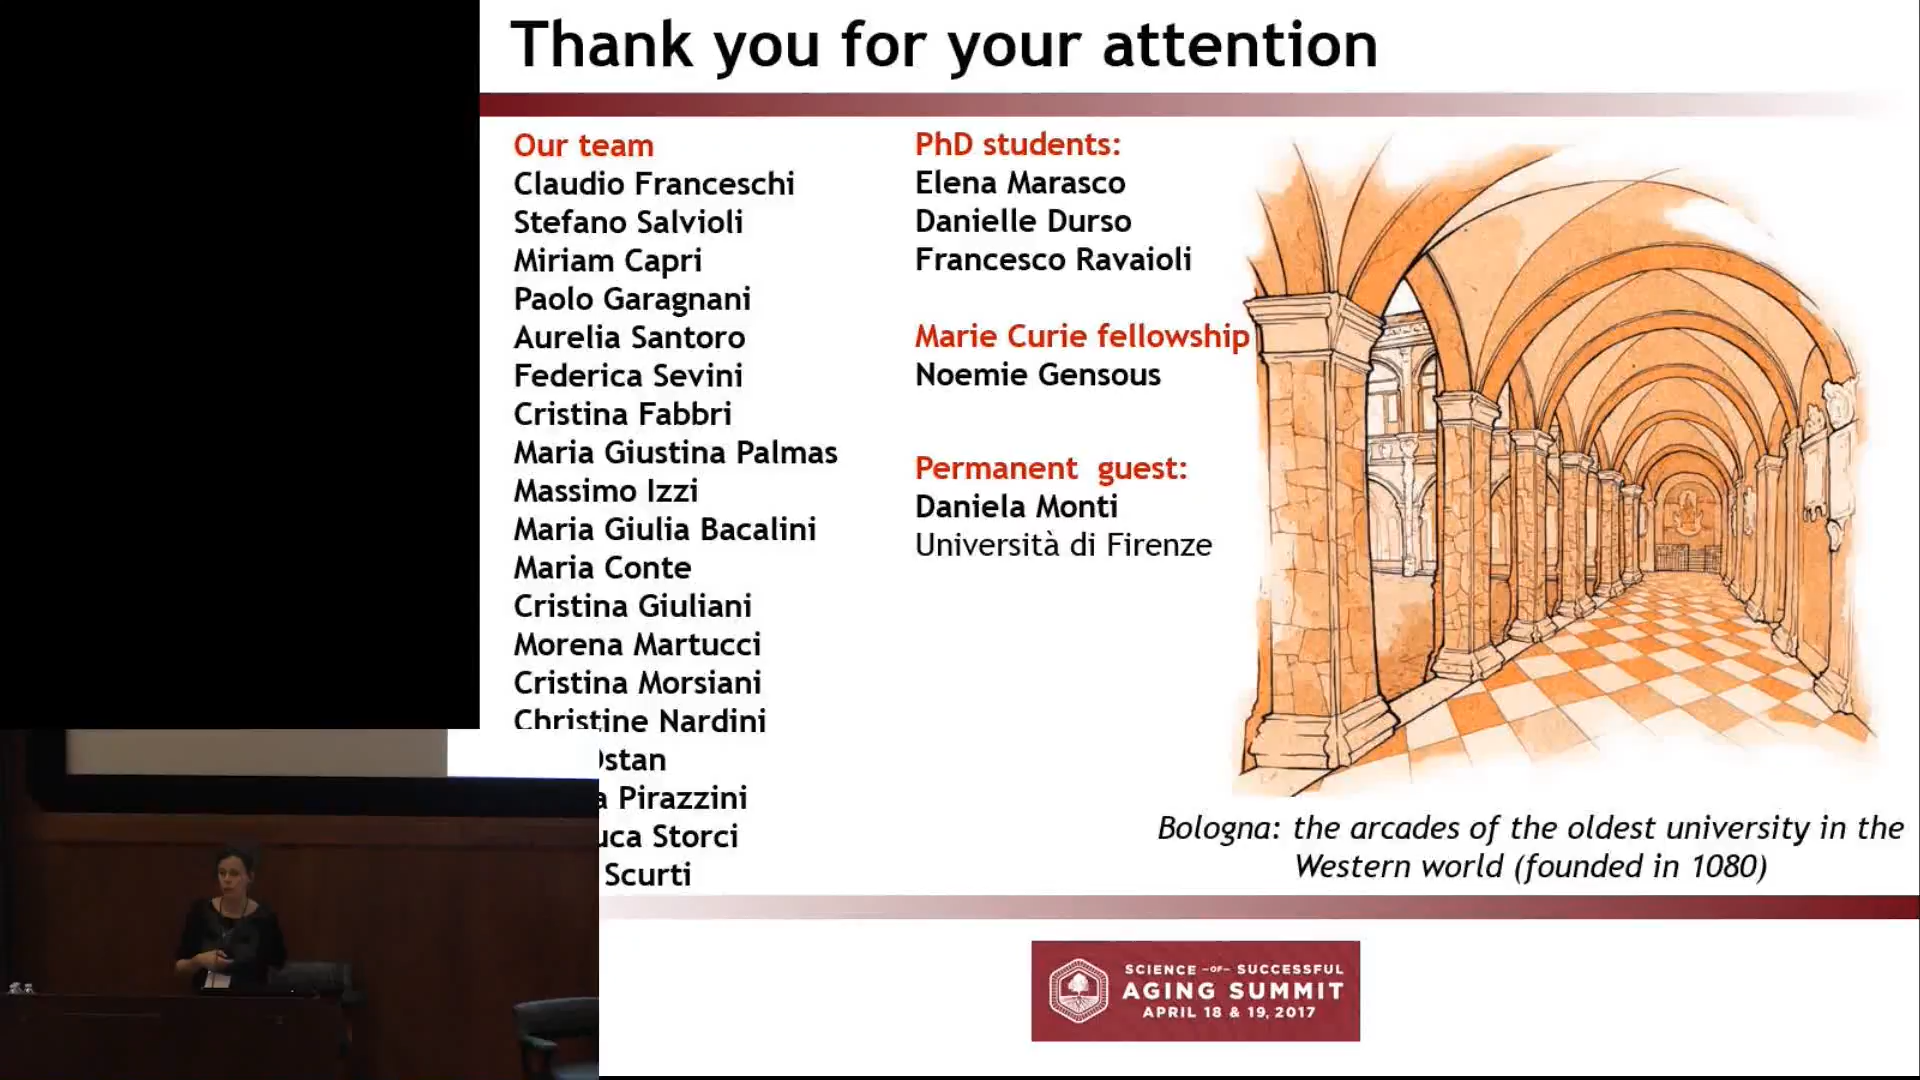 Thank you for your attention
Our team
Claudio Franceschi
Stefano Salvioli
Miriam Capri
Paolo Garagnani
Aurelia Santoro
Federica Sevini
Cristina Fabbri
Maria Giustina Palmas
Massimo Izzi
Maria Giulia Bacalini
Maria Conte
Cristina Giuliani
Morena Martucci
Cristina Morsiani
Christine Nardini
Ostan
Pirazzini
Storci
Scurti
PhD students:
Elena Marasco
Danielle Durso
Francesco Ravaioli
Marie Curie fellowship
Noemie Gensous
Permanent guest:
Daniela Monti
Università di Firenze
Bologna: the arcades of the oldest university in the
Western world (founded in 1080)
SCIENCE -OF- SUCCESSFUL
AGING SUMMIT
APRIL 18 & 19, 2017